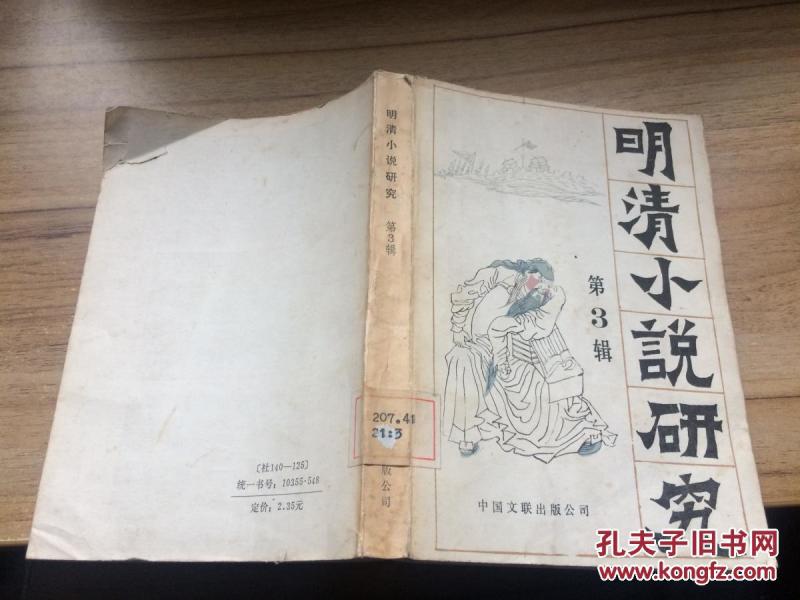 〔社140—125〕
统一书号：10355·548
定价：2.35元
明清小说研究 第3辑
207.41
21:3
版公司
明清小説研究
第3辑
中国文联出版公司
孔夫子旧书网
www.kongfz.com